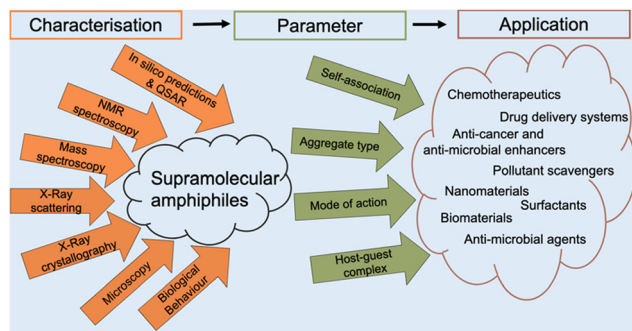 Characterisation
Parameter
Application
In silico predictions
& QSAR
NMR
spectroscopy
Mass
spectroscopy
X-Ray
scattering
X-Ray
crystallography
Microscopy
Biological
Behaviour
Supramolecular
amphiphiles
Self-association
Aggregate type
Mode of action
Host-guest
complex
Chemotherapeutics
Drug delivery systems
Anti-cancer and
anti-microbial enhancers
Pollutant scavengers
Nanomaterials
Surfactants
Biomaterials
Anti-microbial agents